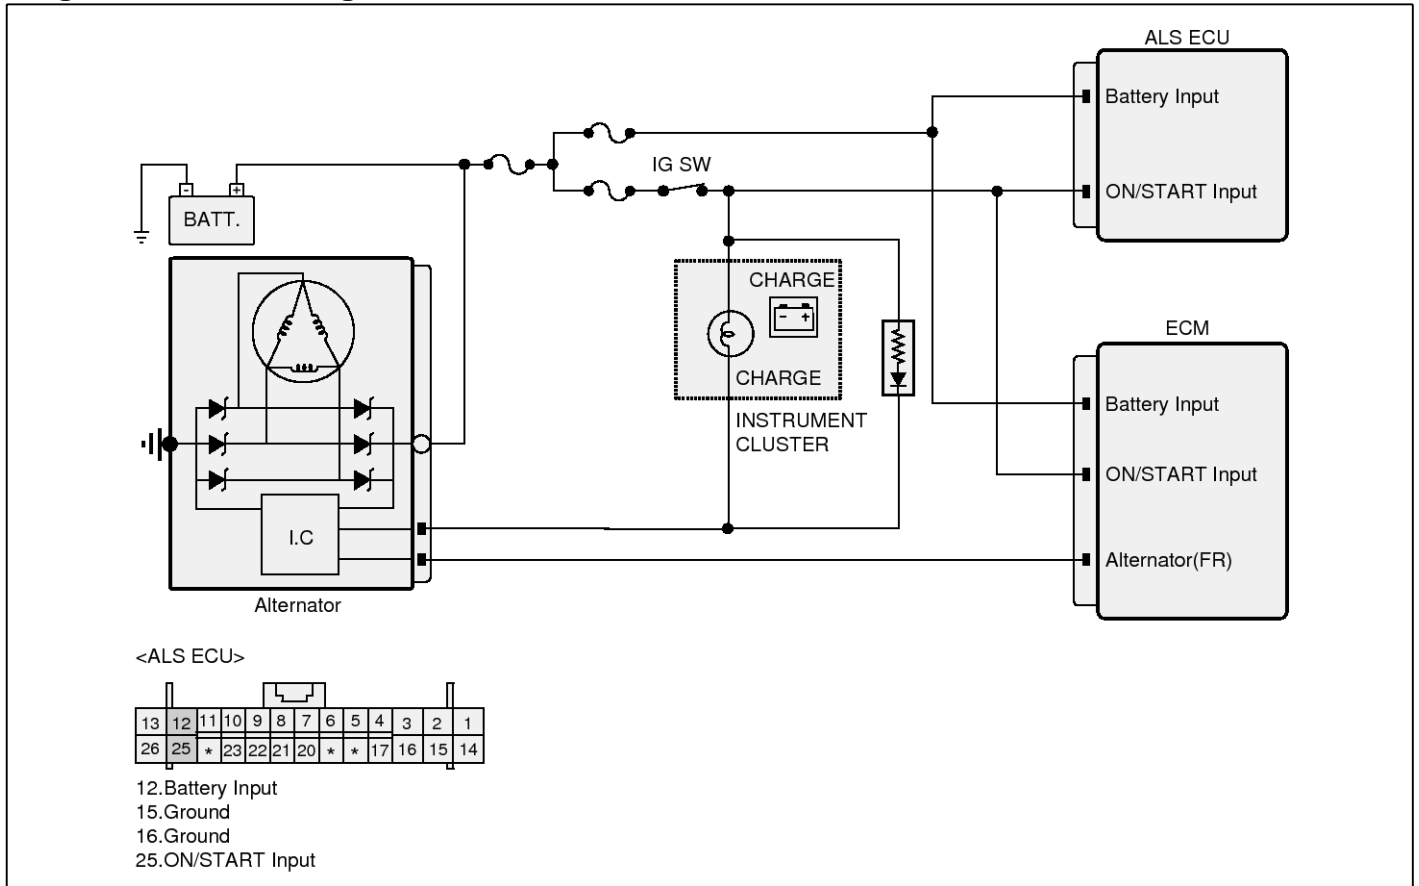 ALS ECU
Battery Input
IG SW
ON/START Input
- +
BATT.
CHARGE
- +
CHARGE
INSTRUMENT
CLUSTER
ECM
Battery Input
ON/START Input
I.C
Alternator(FR)
Alternator
<ALS ECU>
13 12 11 10 9 8 7 6 5 4 3 2 1
26 25 * 23 22 21 20 * * 17 16 15 14
12.Battery Input
15.Ground
16.Ground
25.ON/START Input